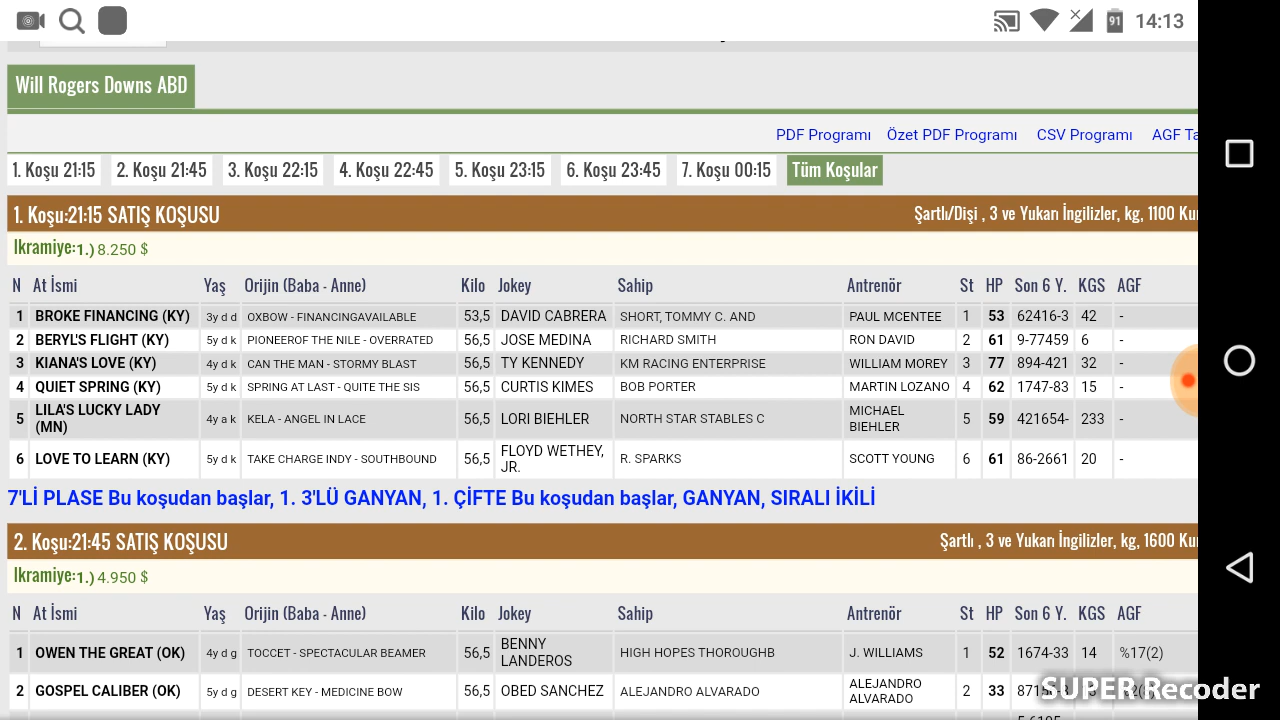 91 14:13
Will Rogers Downs ABD
PDF Programı Özet PDF Programı CSV Programı AGF Ta
1. Koşu 21:15 2. Koşu 21:45 3. Koşu 22:15 4. Koşu 22:45 5. Koşu 23:15 6. Koşu 23:45 7. Koşu 00:15 Tüm Koşular
1. Koşu:21:15 SATIŞ KOŞUSU Şartlı/Dişi , 3 ve Yukarı İngilizler, kg, 1100 Ku
Ikramiye:1.) 8.250 $
N At İsmi Yaş Orijin (Baba - Anne) Kilo Jokey Sahip Antrenör St HP Son 6 Y. KGS AGF
1 BROKE FINANCING (KY) 3y d d OXBOW - FINANCINGAVAILABLE 53,5 DAVID CABRERA SHORT, TOMMY C. AND PAUL MCENTEE 1 53 62416-3 42 -
2 BERYL'S FLIGHT (KY) 5y d k PIONEEROF THE NILE - OVERRATED 56,5 JOSE MEDINA RICHARD SMITH RON DAVID 2 61 9-77459 6 -
3 KIANA'S LOVE (KY) 4y d k CAN THE MAN - STORMY BLAST 56,5 TY KENNEDY KM RACING ENTERPRISE WILLIAM MOREY 3 77 894-421 32 -
4 QUIET SPRING (KY) 5y d k SPRING AT LAST - QUITE THE SIS 56,5 CURTIS KIMES BOB PORTER MARTIN LOZANO 4 62 1747-83 15 -
5 LILA'S LUCKY LADY (MN) 4y a k KELA - ANGEL IN LACE 56,5 LORI BIEHLER NORTH STAR STABLES C MICHAEL BIEHLER 5 59 421654- 233 -
6 LOVE TO LEARN (KY) 5y d k TAKE CHARGE INDY - SOUTHBOUND 56,5 FLOYD WETHEY, JR. R. SPARKS SCOTT YOUNG 6 61 86-2661 20 -
7'Lİ PLASE Bu koşudan başlar, 1. 3'LÜ GANYAN, 1. ÇİFTE Bu koşudan başlar, GANYAN, SIRALI İKİLİ
2. Koşu:21:45 SATIŞ KOŞUSU Şartlı , 3 ve Yukarı İngilizler, kg, 1600 Ku
Ikramiye:1.) 4.950 $
N At İsmi Yaş Orijin (Baba - Anne) Kilo Jokey Sahip Antrenör St HP Son 6 Y. KGS AGF
1 OWEN THE GREAT (OK) 4y d g TOCCET - SPECTACULAR BEAMER 56,5 BENNY LANDEROS HIGH HOPES THOROUGHB J. WILLIAMS 1 52 1674-33 14 %17(2)
2 GOSPEL CALIBER (OK) 5y d g DESERT KEY - MEDICINE BOW 56,5 OBED SANCHEZ ALEJANDRO ALVARADO ALEJANDRO ALVARADO 2 33
SUPER Recoder